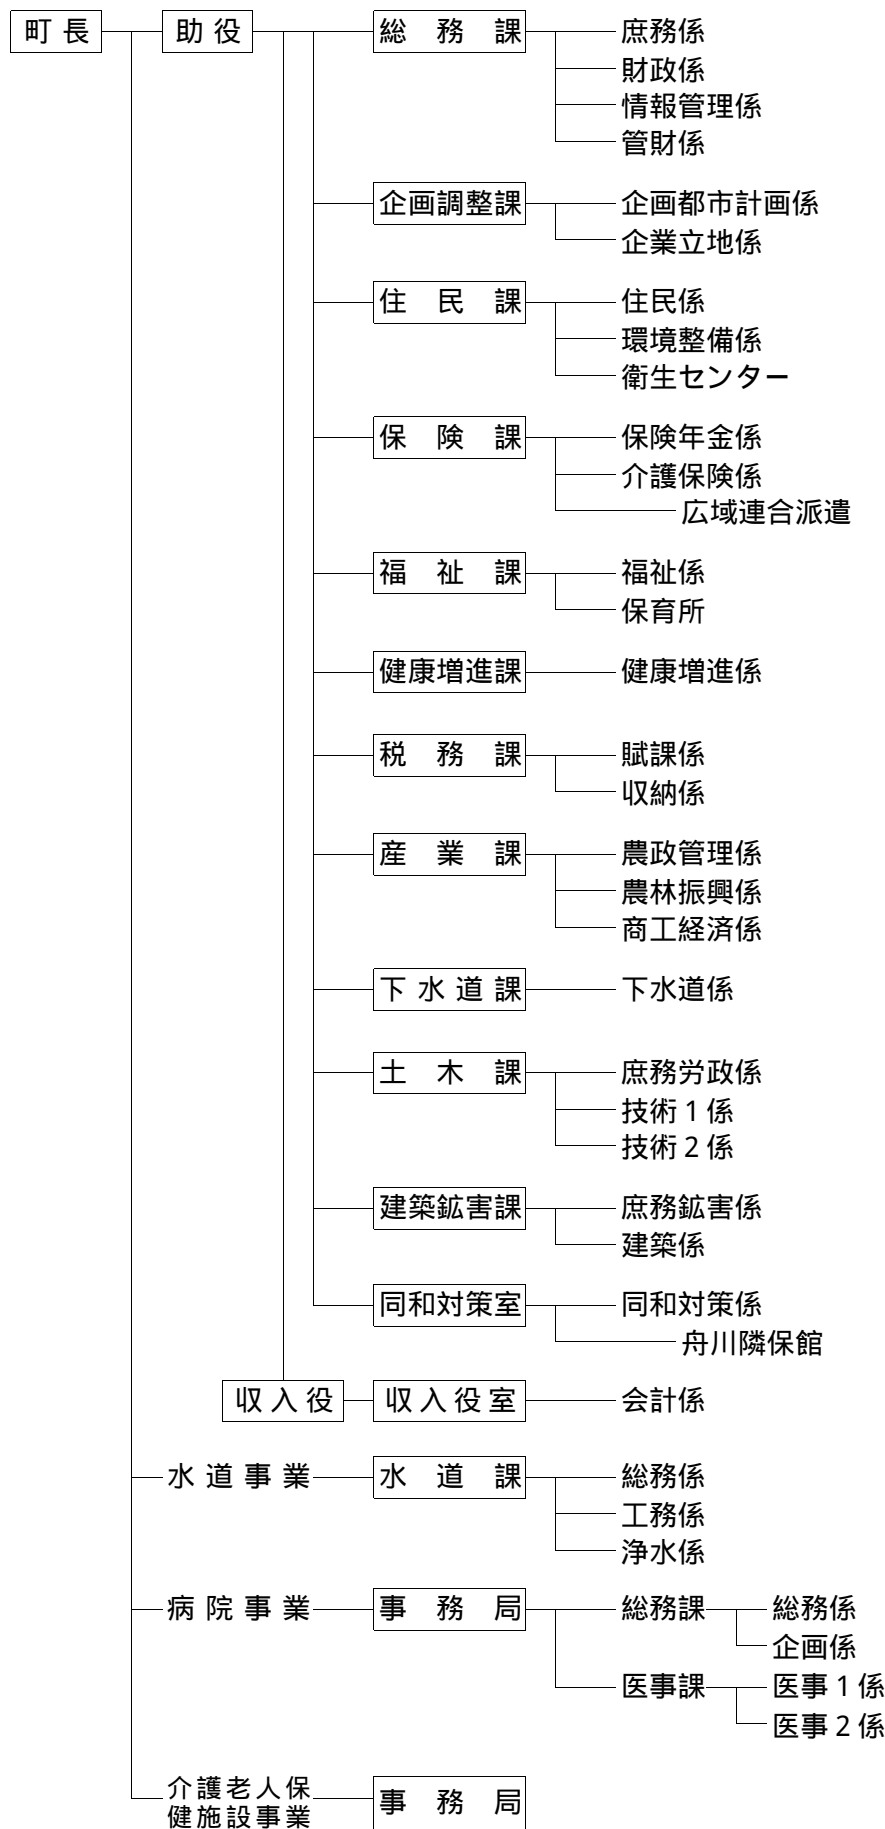 町長 助役 総務課 庶務係
財政係
情報管理係
管財係
企画調整課 企画都市計画係
企業立地係
住民課 住民係
環境整備係
衛生センター
保険課 保険年金係
介護保険係
広域連合派遣
福祉課 福祉係
保育所
健康増進課 健康増進係
税務課 賦課係
収納係
産業課 農政管理係
農林振興係
商工経済係
下水道課 下水道係
土木課 庶務労政係
技術1係
技術2係
建築鉱害課 庶務鉱害係
建築係
同和対策室 同和対策係
舟川隣保館
収入役 収入役室 会計係
水道事業 水道課 総務係
工務係
浄水係
病院事業 事務局 総務課 総務係
企画係
医事課 医事1係
医事2係
介護老人保
健施設事業 事務局